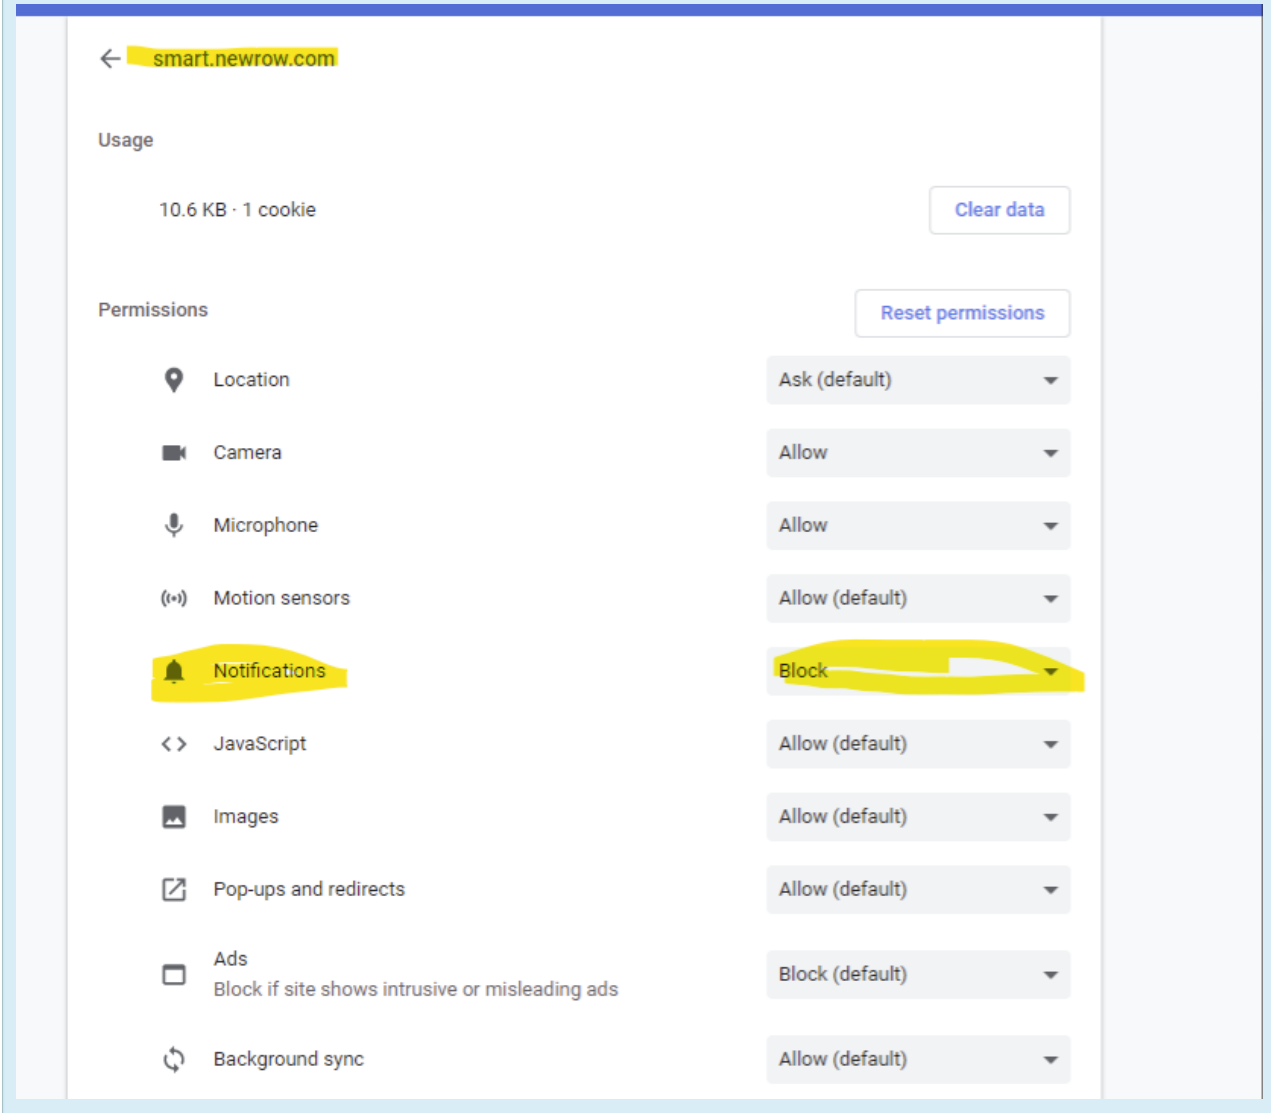 smart.newrow.com
Usage
10.6 KB · 1 cookie
Clear data
Permissions
Reset permissions
Location
Ask (default)
Camera
Allow
Microphone
Allow
Motion sensors
Allow (default)
Notifications
Block
JavaScript
Allow (default)
Images
Allow (default)
Pop-ups and redirects
Allow (default)
Ads
Block if site shows intrusive or misleading ads
Block (default)
Background sync
Allow (default)